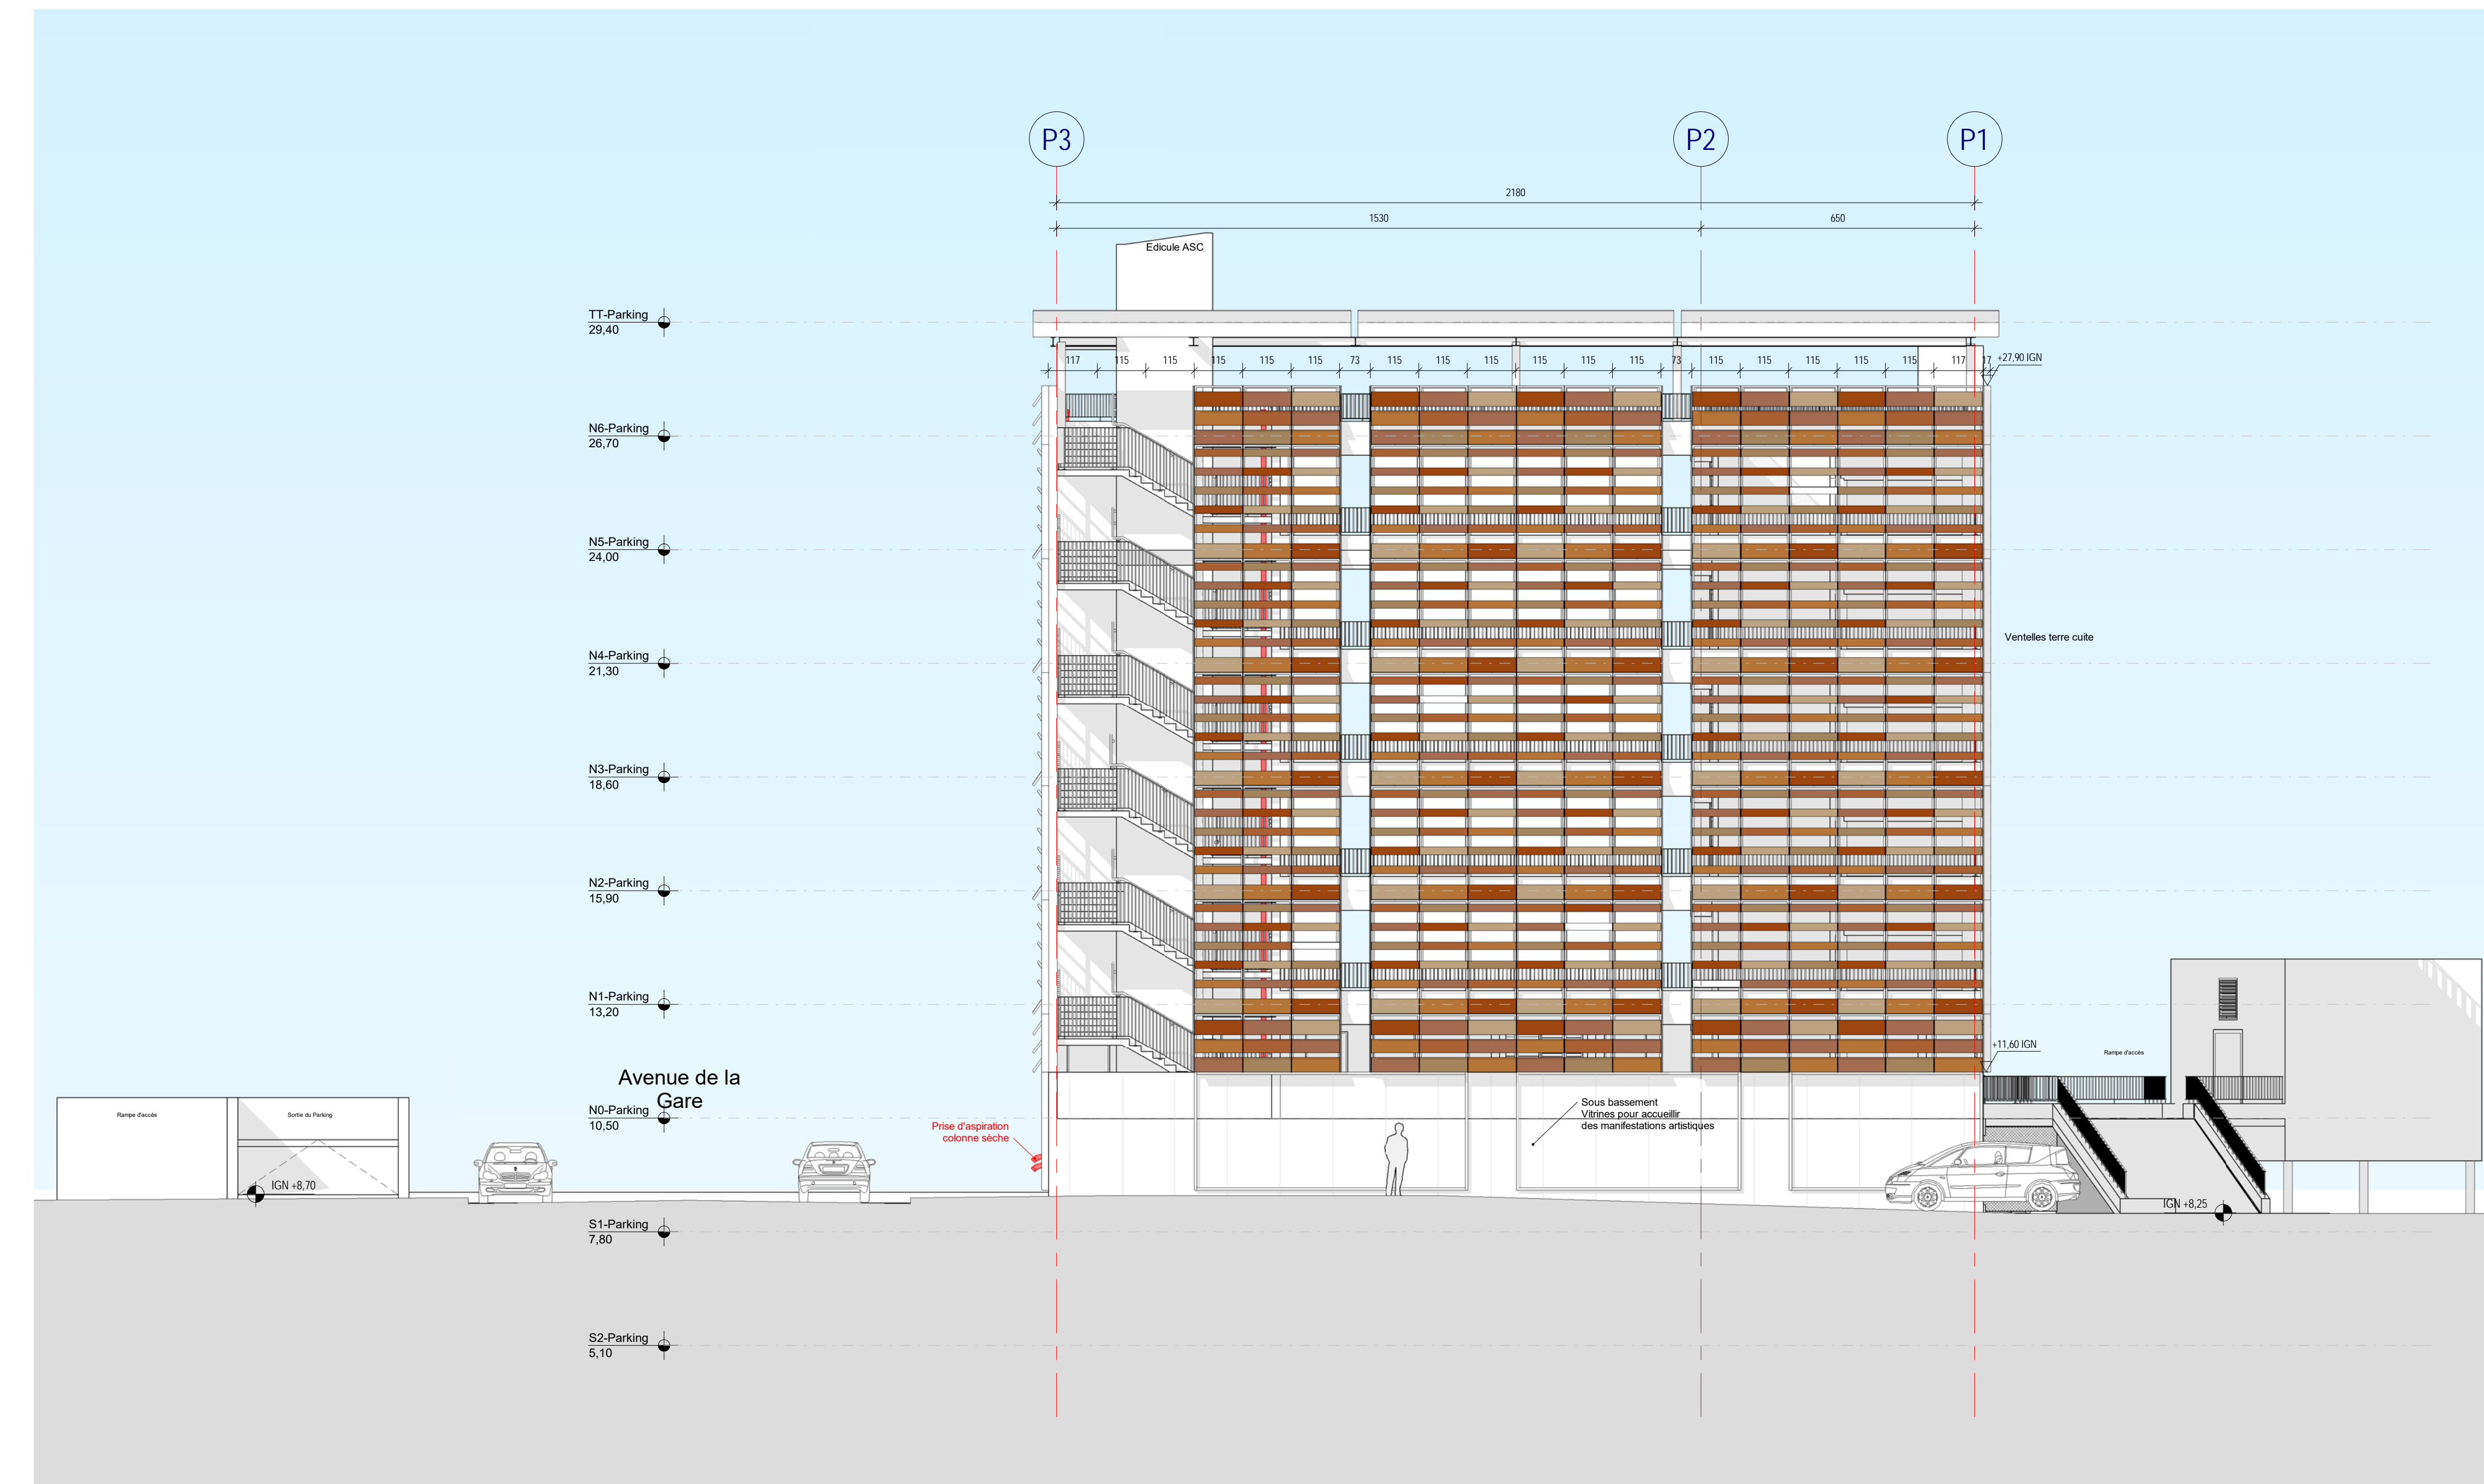 P3
P2
P1
2180
1530
650
Edicule ASC
TT-Parking
29,40
117 115 115 115 115 115 73 115 115 115 115 115 115 73 115 115 115 115 115 117 17
+27,90 IGN
N6-Parking
26,70
N5-Parking
24,00
Ventelles terre cuite
N4-Parking
21,30
N3-Parking
18,60
N2-Parking
15,90
N1-Parking
13,20
+11,60 IGN
Rampe d'accès
Avenue de la
Gare
N0-Parking
10,50
Rampe d'accès
Sortie du Parking
Prise d'aspiration
colonne sèche
Sous bassement
Vitrines pour accueillir
des manifestations artistiques
IGN +8,70
IGN +8,25
S1-Parking
7,80
S2-Parking
5,10